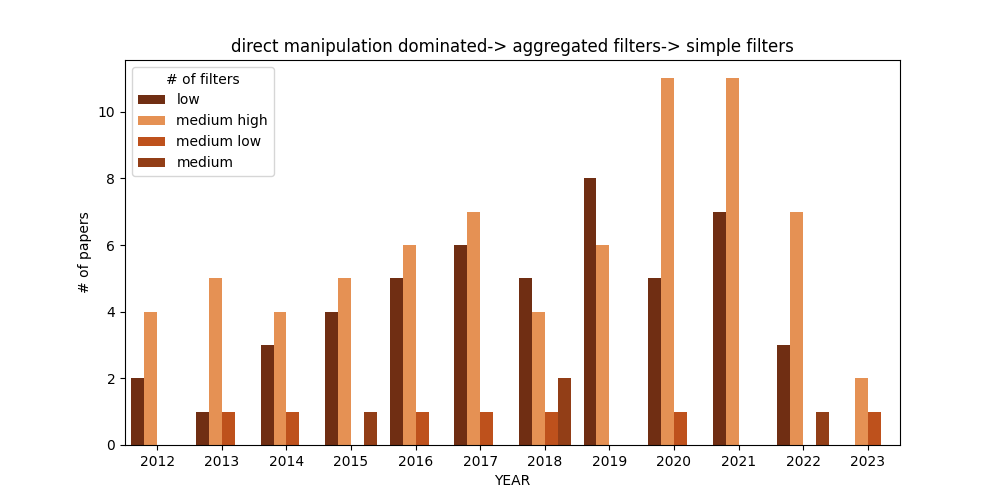 direct manipulation dominated-> aggregated filters-> simple filters
# of filters
low
medium high
medium low
medium
# of papers
10
8
6
4
2
0
2012 2013 2014 2015 2016 2017 2018 2019 2020 2021 2022 2023
YEAR